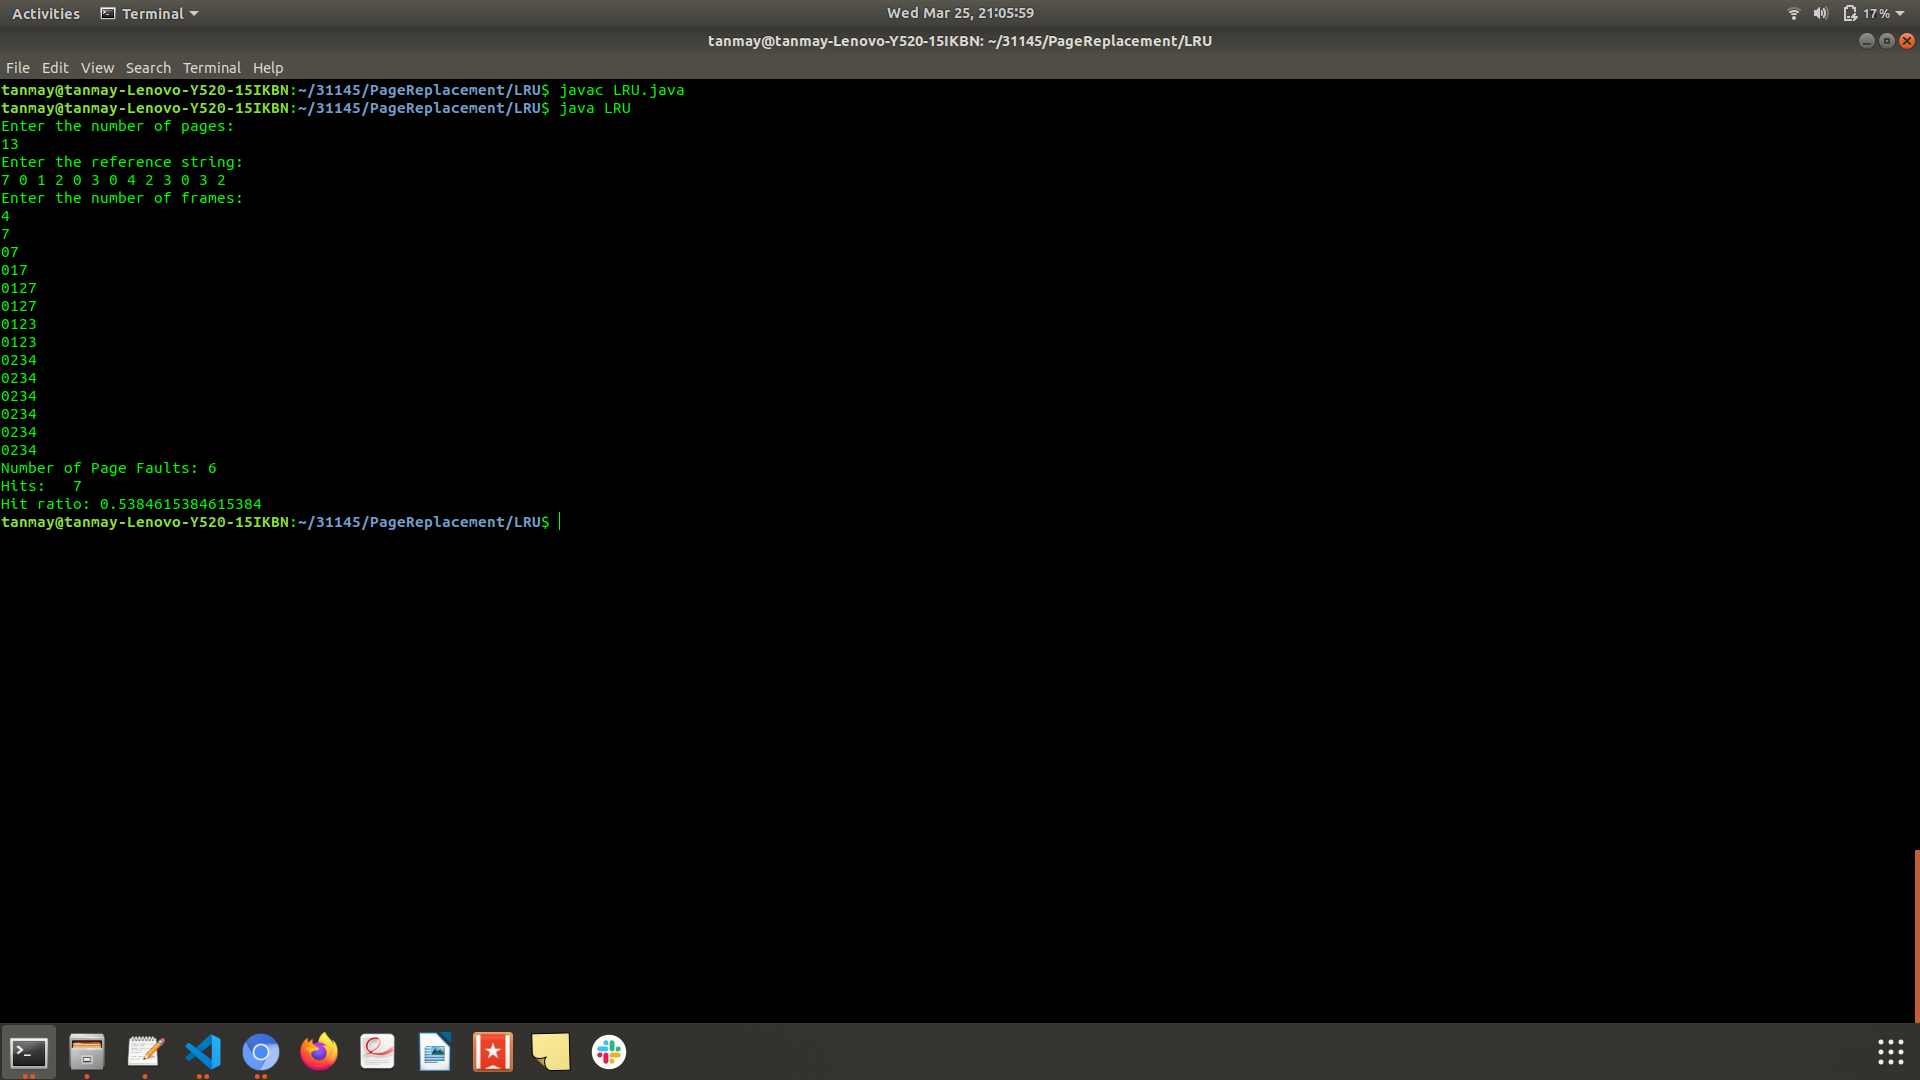 Activities Terminal Wed Mar 25, 21:05:59 17%
tanmay@tanmay-Lenovo-Y520-15IKBN: ~/31145/PageReplacement/LRU
File Edit View Search Terminal Help
tanmay@tanmay-Lenovo-Y520-15IKBN:~/31145/PageReplacement/LRU$ javac LRU.java
tanmay@tanmay-Lenovo-Y520-15IKBN:~/31145/PageReplacement/LRU$ java LRU
Enter the number of pages:
13
Enter the reference string:
7 0 1 2 0 3 0 4 2 3 0 3 2
Enter the number of frames:
4
7
07
017
0127
0127
0123
0123
0234
0234
0234
0234
0234
0234
Number of Page Faults: 6
Hits:   7
Hit ratio: 0.5384615384615384
tanmay@tanmay-Lenovo-Y520-15IKBN:~/31145/PageReplacement/LRU$